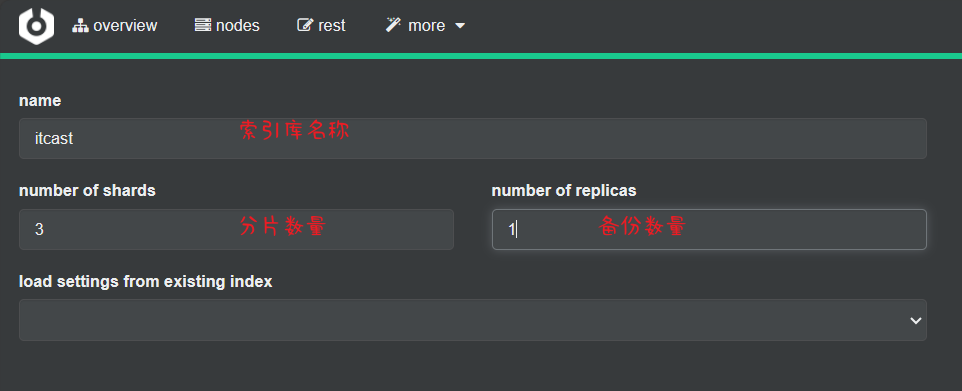 overview nodes rest more
name
itcast 索引库名称
number of shards number of replicas
3 分片数量 1 备份数量
load settings from existing index